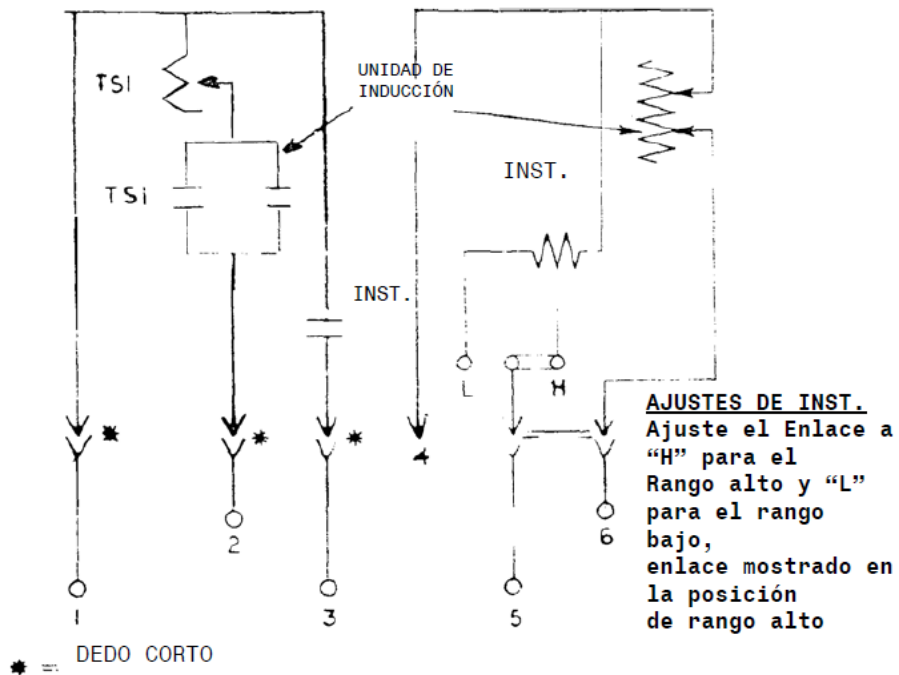 TSI
UNIDAD DE
INDUCCIÓN
INST.
TSi
INST.
L
H
*
*
*
4
AJUSTES DE INST.
Ajuste el Enlace a
“H” para el
Rango alto y “L”
para el rango
bajo,
enlace mostrado en
la posición
de rango alto
2
6
1
3
5
* = DEDO CORTO